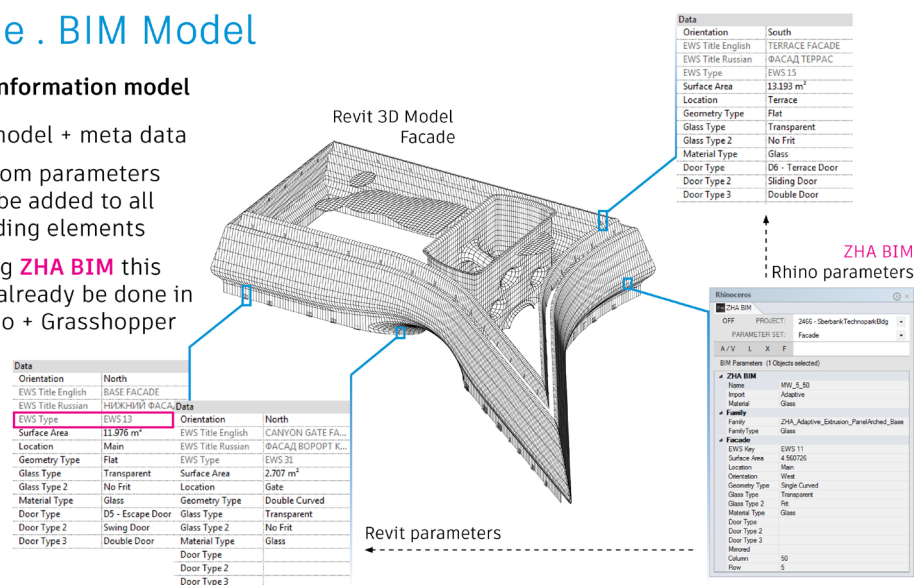 e . BIM Model
nformation model
model + meta data
om parameters
be added to all
ding elements
g ZHA BIM this
already be done in
o + Grasshopper
Revit 3D Model
Facade
Data
Orientation South
EWS Title English TERRACE FACADE
EWS Title Russian ФАСАД ТЕРРАС
EWS Type EWS 15
Surface Area 13.193 m²
Location Terrace
Geometry Type Flat
Glass Type Transparent
Glass Type 2 No Frit
Material Type Glass
Door Type D6 - Terrace Door
Door Type 2 Sliding Door
Door Type 3 Double Door
ZHA BIM
Rhino parameters
Rhinoceros
ZHA BIM
OFF PROJECT: 2466 - SberbankTechnoparkBldg
PARAMETER SET: Facade
A/V L X F
BIM Parameters (1 Objects selected)
ZHA BIM
Name MW_5_50
Import Adaptive
Material Glass
Family
Family ZHA_Adaptive_Extrusion_PanelArched_Base
FamilyType Glass
Facade
EWS Key EWS 11
Surface Area 4.560726
Location Main
Orientation West
Geometry Type Single Curved
Glass Type Transparent
Glass Type 2 Frit
Material Type Glass
Door Type
Door Type 2
Door Type 3
Mirrored
Column 50
Row 5
Data
Orientation North
EWS Title English BASE FACADE
EWS Title Russian НИЖНИЙ ФАСА
EWS Type EWS 13
Surface Area 11.976 m²
Location Main
Geometry Type Flat
Glass Type Transparent
Glass Type 2 No Frit
Material Type Glass
Door Type D5 - Escape Door
Door Type 2 Swing Door
Door Type 3 Double Door
Data
Orientation North
EWS Title English CANYON GATE FA...
EWS Title Russian ФАСАД ВОРОРТ К...
EWS Type EWS 31
Surface Area 2.707 m²
Location Gate
Geometry Type Double Curved
Glass Type Transparent
Glass Type 2 No Frit
Material Type Glass
Door Type
Door Type 2
Door Type 3
Revit parameters